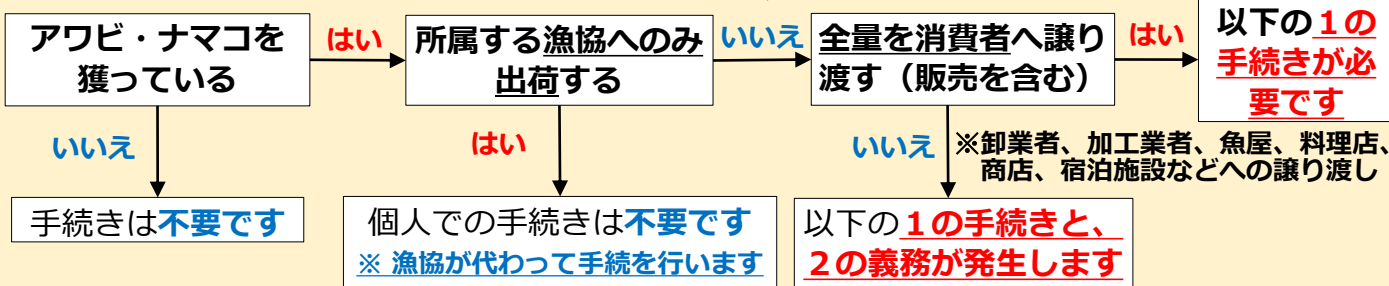 アワビ・ナマコを
獲っている
はい
所属する漁協へのみ
出荷する
いいえ
全量を消費者へ譲り
渡す（販売を含む）
はい
以下の１の
手続きが必
要です
いいえ
はい
いいえ
※卸業者、加工業者、魚屋、料理店、
商店、宿泊施設などへの譲り渡し
手続きは不要です
個人での手続きは不要です
※ 漁協が代わって手続を行います
以下の１の手続きと、
２の義務が発生します